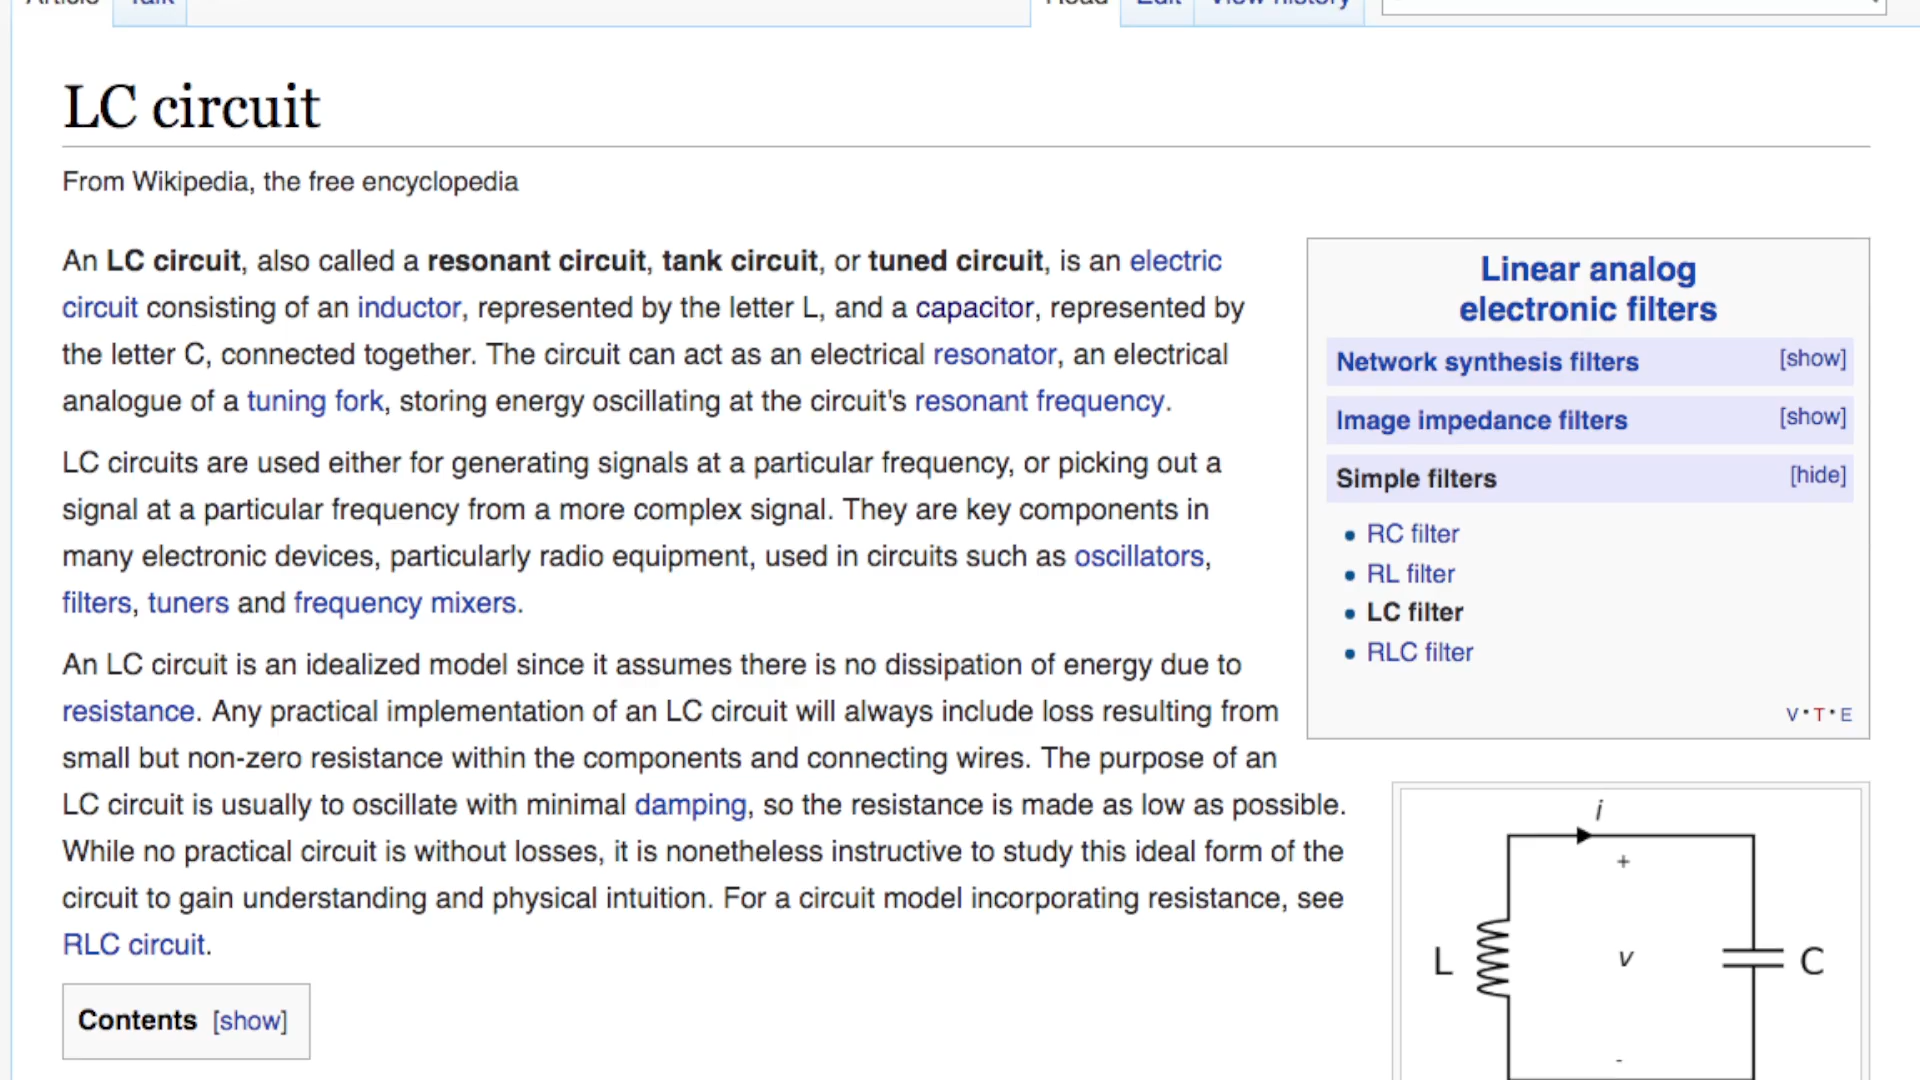 Article Talk Read Edit View history
LC circuit
From Wikipedia, the free encyclopedia
An LC circuit, also called a resonant circuit, tank circuit, or tuned circuit, is an electric
circuit consisting of an inductor, represented by the letter L, and a capacitor, represented by
the letter C, connected together. The circuit can act as an electrical resonator, an electrical
analogue of a tuning fork, storing energy oscillating at the circuit's resonant frequency.
LC circuits are used either for generating signals at a particular frequency, or picking out a
signal at a particular frequency from a more complex signal. They are key components in
many electronic devices, particularly radio equipment, used in circuits such as oscillators,
filters, tuners and frequency mixers.
An LC circuit is an idealized model since it assumes there is no dissipation of energy due to
resistance. Any practical implementation of an LC circuit will always include loss resulting from
small but non-zero resistance within the components and connecting wires. The purpose of an
LC circuit is usually to oscillate with minimal damping, so the resistance is made as low as possible.
While no practical circuit is without losses, it is nonetheless instructive to study this ideal form of the
circuit to gain understanding and physical intuition. For a circuit model incorporating resistance, see
RLC circuit.
Contents [show]
Linear analog
electronic filters
Network synthesis filters [show]
Image impedance filters [show]
Simple filters [hide]
• RC filter
• RL filter
• LC filter
• RLC filter
V • T • E
i
+
L v C
-